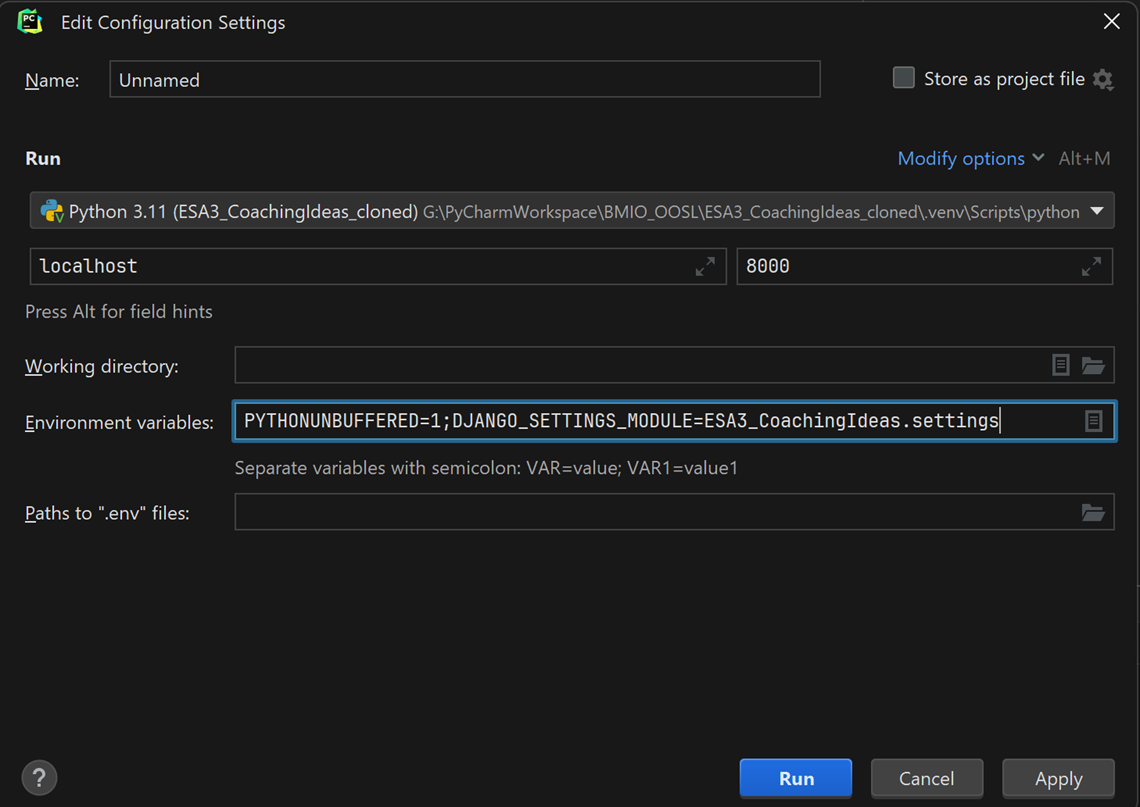 PC Edit Configuration Settings
Name: Unnamed Store as project file
Run Modify options Alt+M
Python 3.11 (ESA3_CoachingIdeas_cloned) G:\PyCharmWorkspace\BMIO_OOSL\ESA3_CoachingIdeas_cloned\.venv\Scripts\python
localhost 8000
Press Alt for field hints
Working directory:
Environment variables: PYTHONUNBUFFERED=1;DJANGO_SETTINGS_MODULE=ESA3_CoachingIdeas.settings
Separate variables with semicolon: VAR=value; VAR1=value1
Paths to ".env" files:
? Run Cancel Apply